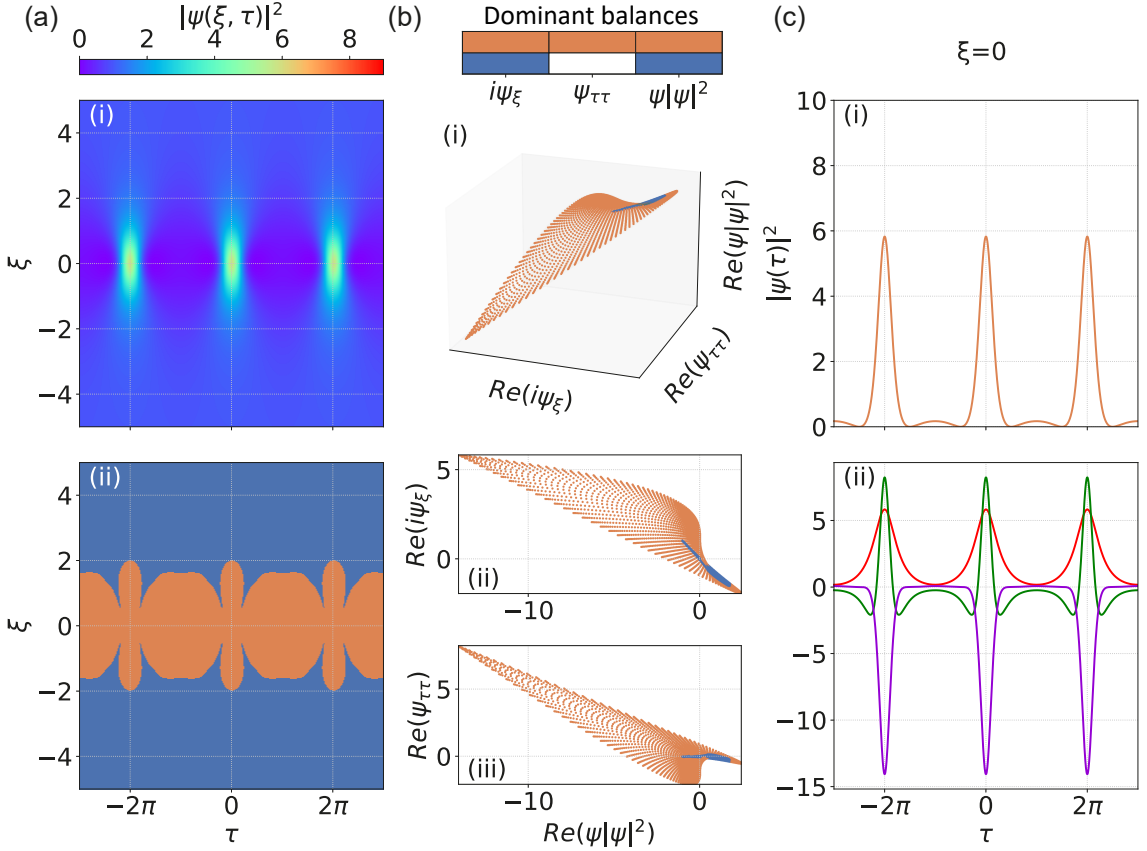 (a)
|ψ(ξ, τ)|²
0 2 4 6 8
(i)
4
2
0
−2
−4
ξ
(ii)
4
2
0
−2
−4
ξ
−2π 0 2π
τ
(b)
Dominant balances
iψ_ξ ψ_ττ ψ|ψ|²
(i)
Re(iψ_ξ)
Re(ψ_ττ)
Re(ψ|ψ|²)
5
0
Re(iψ_ξ)
(ii)
−10 0
5
0
Re(ψ_ττ)
(iii)
−10 0
Re(ψ|ψ|²)
(c)
ξ=0
(i)
10
8
6
4
2
0
|ψ(τ)|²
(ii)
5
0
−5
−10
−15
−2π 0 2π
τ